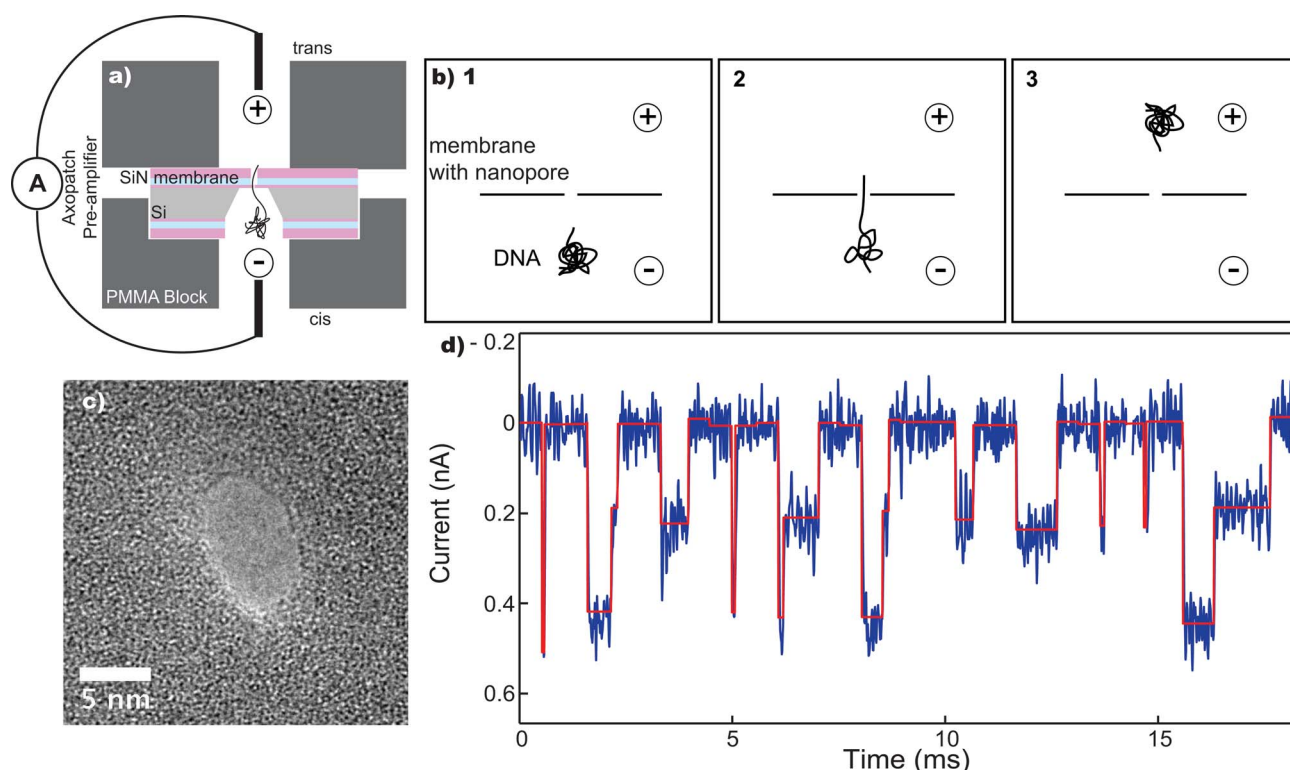 a)
trans
+
A
Axopatch
Pre-amplifier
SiN membrane
Si
-
PMMA Block
cis
b) 1
+
membrane
with nanopore
DNA
-
2
+
-
3
+
-
c)
5 nm
d)
- 0.2
0
0.2
0.4
0.6
Current (nA)
0
5
10
15
Time (ms)